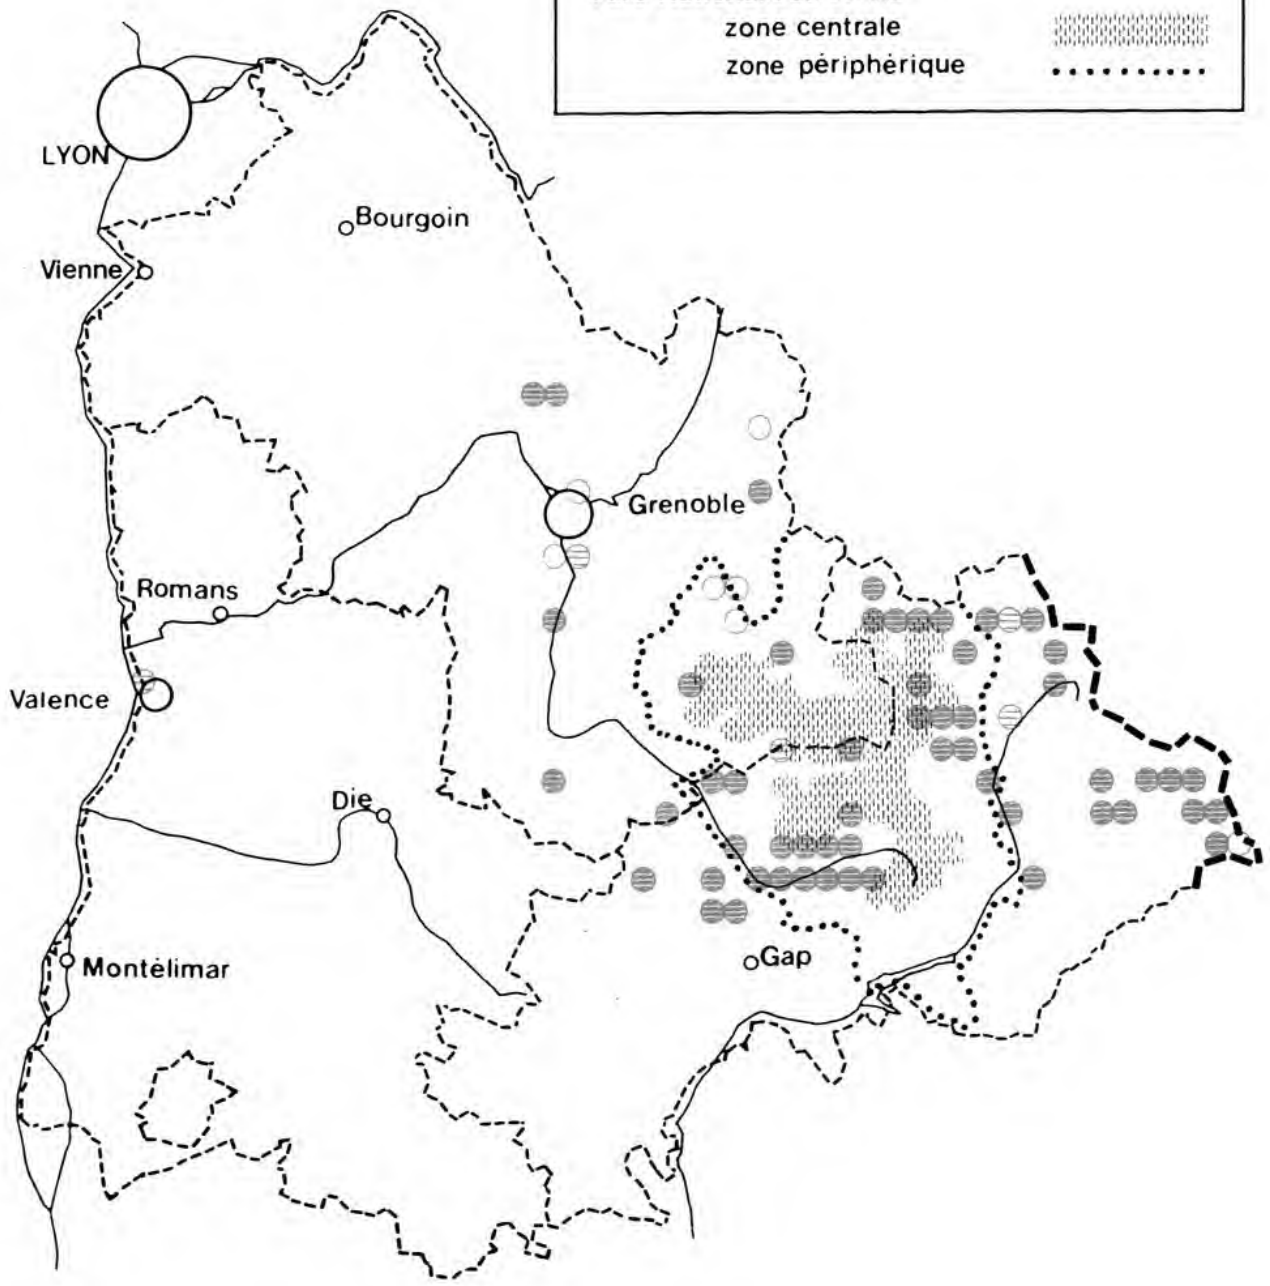 zone centrale
zone périphérique
LYON
Bourgoin
Vienne
Grenoble
Romans
Valence
Die
Gap
Montélimar